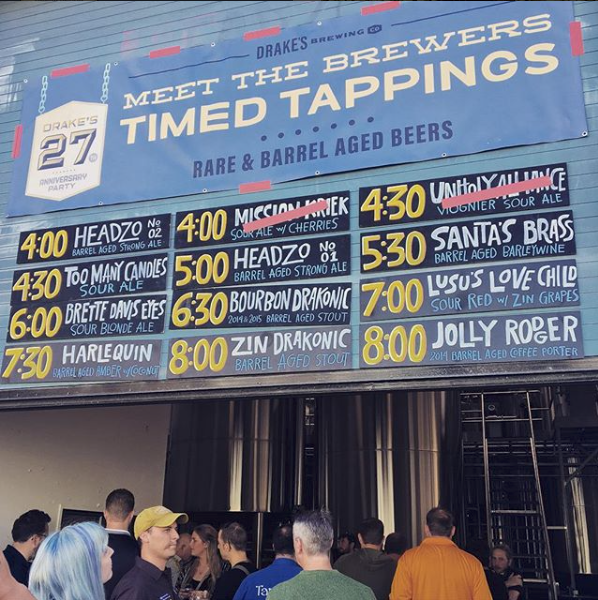 DRAKE'S BREWING CO
MEET THE BREWERS
TIMED TAPPINGS
RARE & BARREL AGED BEERS
DRAKE'S
27TH
ANNIVERSARY
PARTY
4:00 HEADZO NO 02
BARREL AGED STRONG ALE
4:30 TOO MANY CANDLES
SOUR ALE
6:00 BRETTE DAVIS EYES
SOUR BLONDE ALE
7:30 HARLEQUIN
BARREL AGED AMBER W/COCONUT
4:00 MISSION KRIEK
SOUR ALE W/ CHERRIES
5:00 HEADZO NO 01
BARREL AGED STRONG ALE
6:30 BOURBON DRAKONIC
2014 & 2015 BARREL AGED STOUT
8:00 ZIN DRAKONIC
BARREL AGED STOUT
4:30 UNHOLY ALLIANCE
VIOGNIER SOUR ALE
5:30 SANTA'S BRASS
BARREL AGED BARLEYWINE
7:00 LUSU'S LOVE CHILD
SOUR RED W/ ZIN GRAPES
8:00 JOLLY RODGER
2014 BARREL AGED COFFEE PORTER